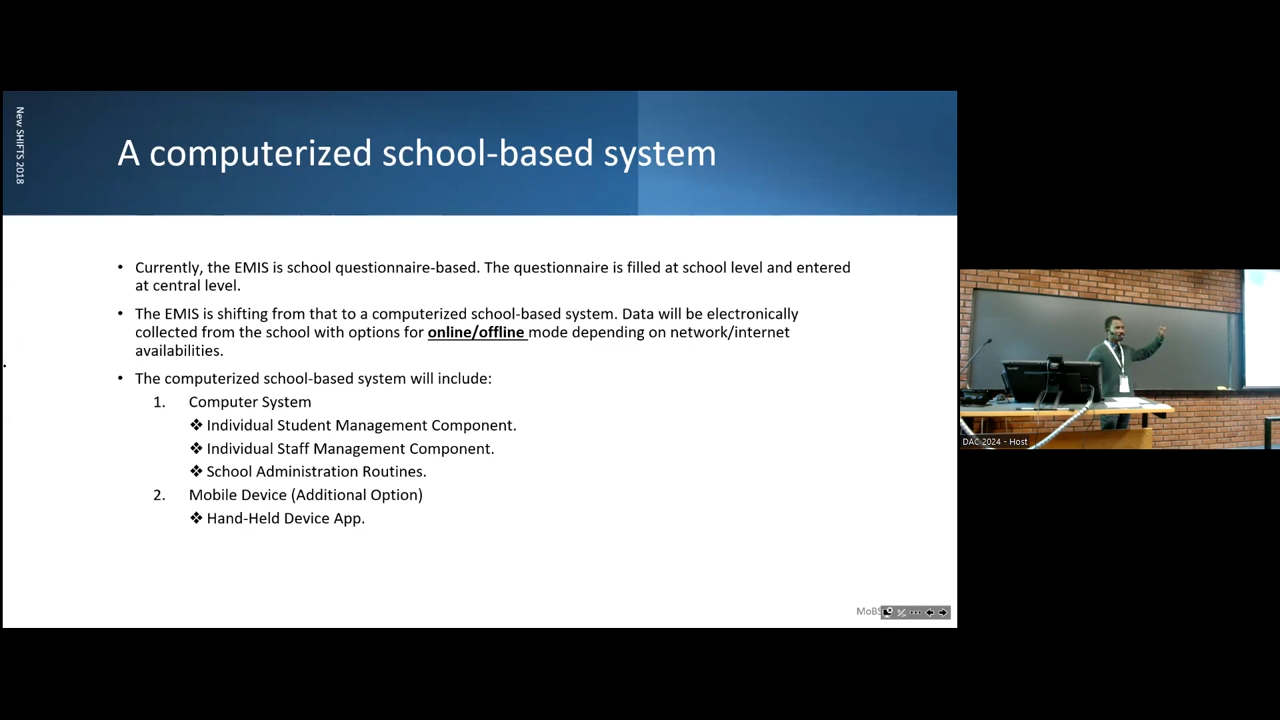 New SHIFTS 2018
A computerized school-based system
• Currently, the EMIS is school questionnaire-based. The questionnaire is filled at school level and entered
at central level.
• The EMIS is shifting from that to a computerized school-based system. Data will be electronically
collected from the school with options for online/offline mode depending on network/internet
availabilities.
• The computerized school-based system will include:
1. Computer System
❖ Individual Student Management Component.
❖ Individual Staff Management Component.
❖ School Administration Routines.
2. Mobile Device (Additional Option)
❖ Hand-Held Device App.
MoBS
DAC 2024 - Host